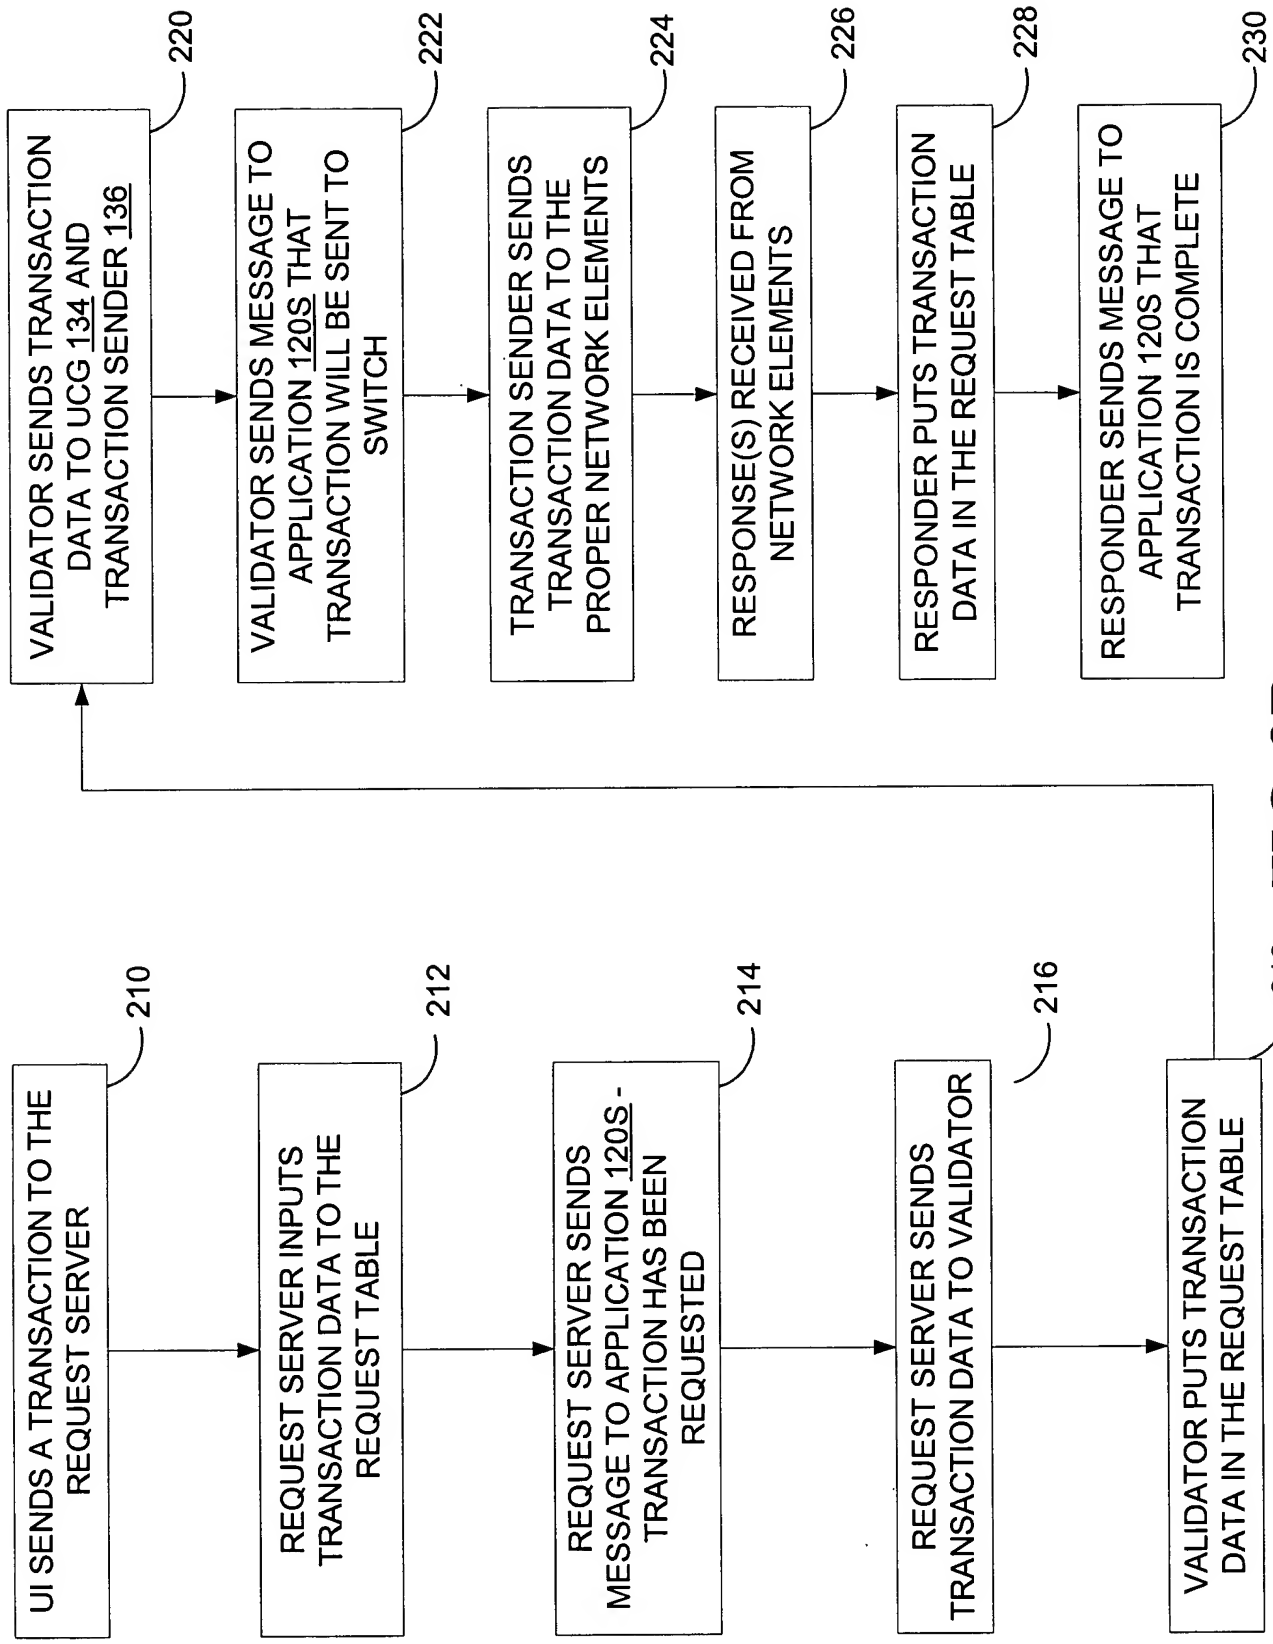 UI SENDS A TRANSACTION TO THE
REQUEST SERVER
210
REQUEST SERVER INPUTS
TRANSACTION DATA TO THE
REQUEST TABLE
212
REQUEST SERVER SENDS
MESSAGE TO APPLICATION 120S -
TRANSACTION HAS BEEN
REQUESTED
214
REQUEST SERVER SENDS
TRANSACTION DATA TO VALIDATOR
216
VALIDATOR PUTS TRANSACTION
DATA IN THE REQUEST TABLE
VALIDATOR SENDS TRANSACTION
DATA TO UCG 134 AND
TRANSACTION SENDER 136
220
VALIDATOR SENDS MESSAGE TO
APPLICATION 120S THAT
TRANSACTION WILL BE SENT TO
SWITCH
222
TRANSACTION SENDER SENDS
TRANSACTION DATA TO THE
PROPER NETWORK ELEMENTS
224
RESPONSE(S) RECEIVED FROM
NETWORK ELEMENTS
226
RESPONDER PUTS TRANSACTION
DATA IN THE REQUEST TABLE
228
RESPONDER SENDS MESSAGE TO
APPLICATION 120S THAT
TRANSACTION IS COMPLETE
230